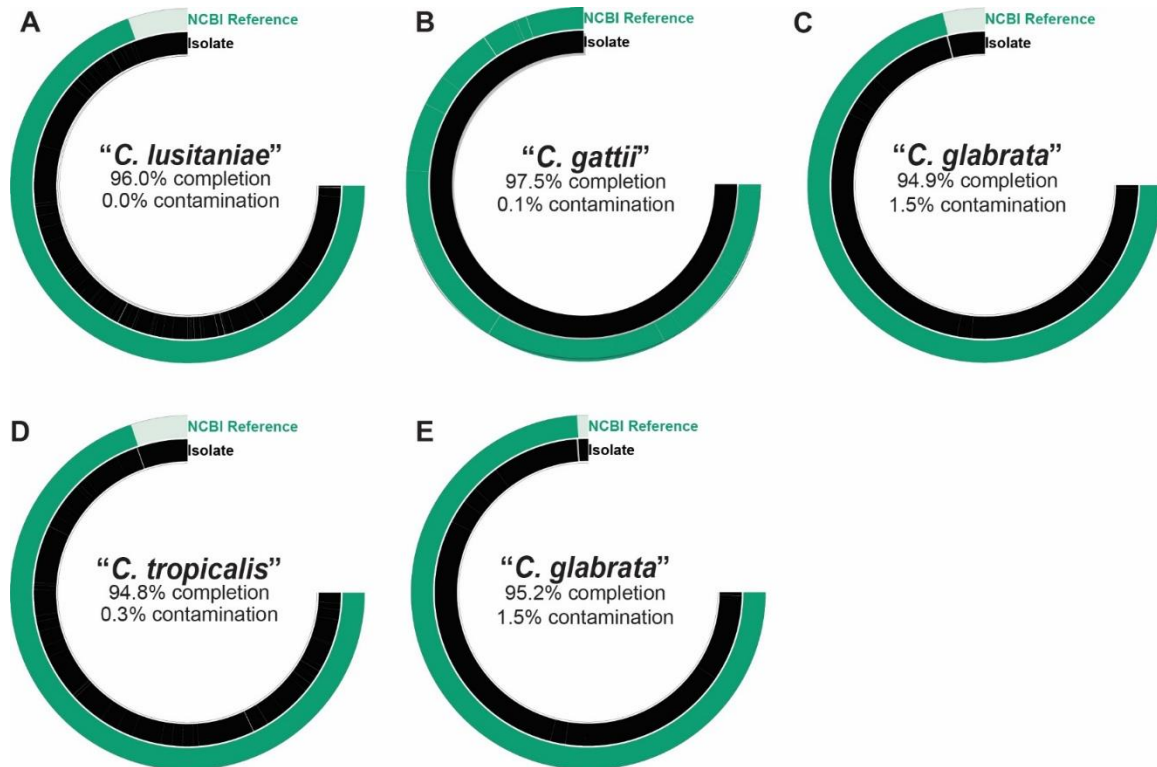 A
NCBI Reference
Isolate
“C. lusitaniae”
96.0% completion
0.0% contamination
B
NCBI Reference
Isolate
“C. gattii”
97.5% completion
0.1% contamination
C
NCBI Reference
Isolate
“C. glabrata”
94.9% completion
1.5% contamination
D
NCBI Reference
Isolate
“C. tropicalis”
94.8% completion
0.3% contamination
E
NCBI Reference
Isolate
“C. glabrata”
95.2% completion
1.5% contamination